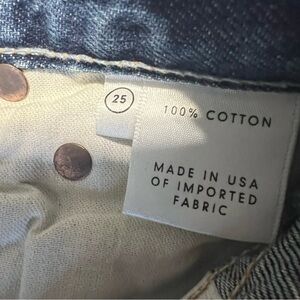 25
100% COTTON
MADE IN USA
OF IMPORTED
FABRIC